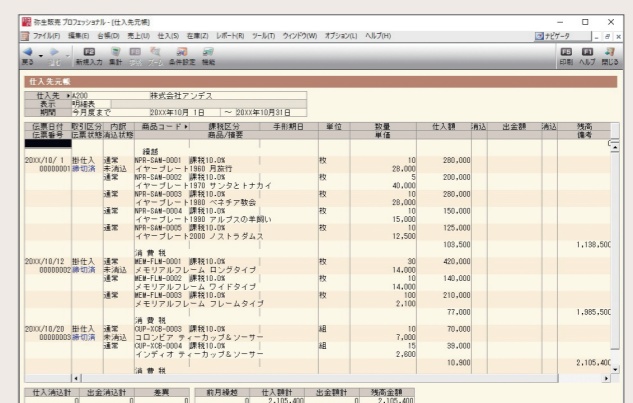 弥生販売 プロフェッショナル - [仕入先元帳]
ファイル(F) 編集(E) 台帳(D) 売上(U) 仕入(S) 在庫(Z) レポート(R) ツール(T) ウィンドウ(W) オプション(L) ヘルプ(H) ナビゲータ
F2 F5 F1
戻る 新規入力 集計 ズーム 条件設定 機能 印刷 ヘルプ 閉じる
仕入先元帳
仕入先 A200 株式会社アンデス
表示 明細表
期間 今月度まで 20XX年10月 1日 ～ 20XX年10月31日
伝票日付 取引区分 内訳 商品コード 課税区分 手形期日 単位 数量 仕入額 消込 出金額 消込 残高
伝票番号 伝票状態 消込状態 商品/摘要 単価 備考
繰越
20XX/10/ 1 掛仕入 通常 NPR-SAM-0001 課税10.0% 枚 10 280,000
00000001 締切済 未消込 イヤープレート1960 月旅行 28,000
通常 NPR-SAM-0002 課税10.0% 枚 5 200,000
イヤープレート1970 サンタとトナカイ 40,000
通常 NPR-SAM-0003 課税10.0% 枚 10 280,000
イヤープレート1980 ベネチア教会 28,000
通常 NPR-SAM-0004 課税10.0% 枚 10 150,000
イヤープレート1990 アルプスの羊飼い 15,000
通常 NPR-SAM-0005 課税10.0% 枚 10 125,000
イヤープレート2000 ノストラダムス 12,500
103,500 1,138,500
消 費 税
20XX/10/12 掛仕入 通常 MEM-FLM-0001 課税10.0% 枚 30 420,000
00000002 締切済 未消込 メモリアルフレーム ロングタイプ 14,000
通常 MEM-FLM-0002 課税10.0% 枚 10 140,000
メモリアルフレーム ワイドタイプ 14,000
通常 MEM-FLM-0003 課税10.0% 枚 100 210,000
メモリアルフレーム フレームタイプ 2,100
77,000 1,985,500
消 費 税
20XX/10/20 掛仕入 通常 CUP-XCB-0003 課税10.0% 組 10 70,000
00000003 締切済 未消込 コロンビア ティーカップ&ソーサー 7,000
通常 CUP-XCB-0004 課税10.0% 組 15 39,000
インディオ ティーカップ&ソーサー 2,600
10,900 2,105,400
消 費 税
仕入消込計 出金消込計 差異 前月繰越 仕入額計 出金額計 残高金額
0 0 0 0 2,105,400 0 2,105,400